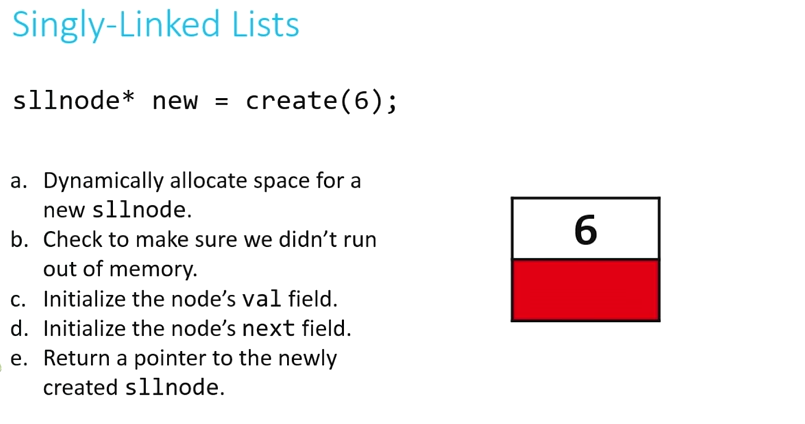 Singly-Linked Lists
sllnode* new = create(6);
a. Dynamically allocate space for a
new sllnode.
b. Check to make sure we didn’t run
out of memory.
c. Initialize the node’s val field.
d. Initialize the node’s next field.
e. Return a pointer to the newly
created sllnode.
6